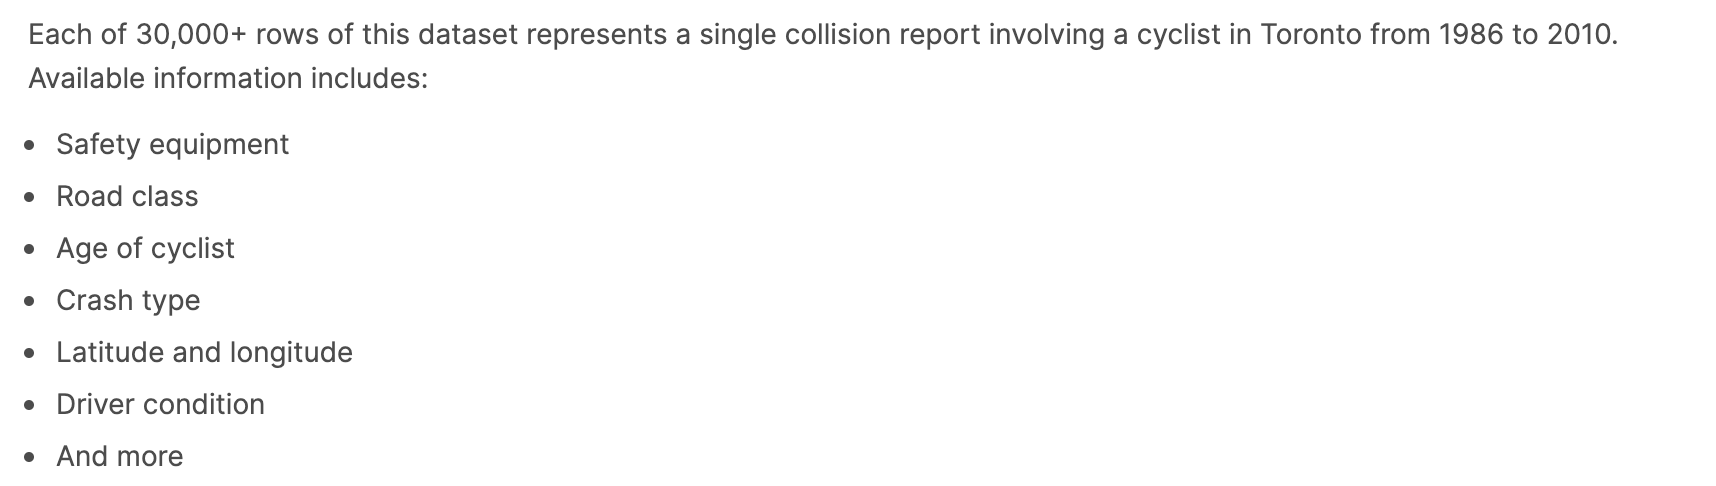 Each of 30,000+ rows of this dataset represents a single collision report involving a cyclist in Toronto from 1986 to 2010.
Available information includes:
• Safety equipment
• Road class
• Age of cyclist
• Crash type
• Latitude and longitude
• Driver condition
• And more